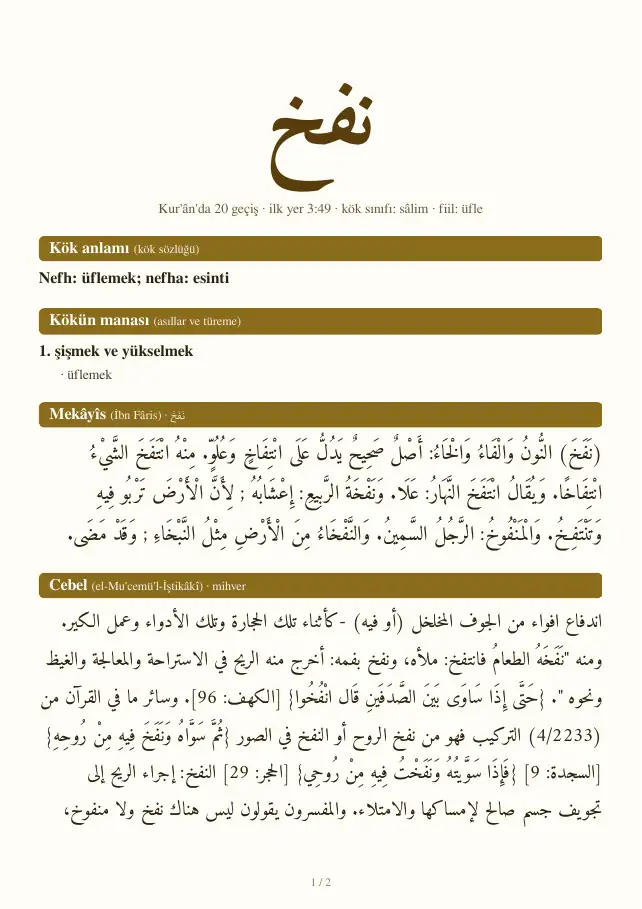 نفخ
Kur'ân'da 20 geçiş · ilk yer 3:49 · kök sınıfı: sâlim · fiil: üfle
Kök anlamı (kök sözlüğü)
Nefh: üflemek; nefha: esinti
Kökün manası (asıllar ve türeme)
1. şişmek ve yükselmek
· üflemek
Mekâyîs (İbn Fâris) · نَفَخَ
(نَفَخَ) النُّونُ وَالْفَاءُ وَالْخَاءُ: أَصْلٌ صَحِيحٌ يَدُلُّ عَلَى انْتِفَاخٍ وَعُلُوٍّ. مِنْهُ انْتَفَخَ الشَّيْءُ
انْتِفَاخًا. وَيُقَالُ انْتَفَخَ النَّهَارُ: عَلَا. وَنَفْخَةُ الرَّبِيعِ: إِعْشَابُهُ ; لِأَنَّ الْأَرْضَ تَرْبُو فِيهِ
وَتَنْتَفِخُ. وَالْمَنْفُوخُ: الرَّجُلُ السَّمِينُ. وَالنَّفْخَاءُ مِنَ الْأَرْضِ مِثْلُ النَّبْخَاءِ ; وَقَدْ مَضَى.
Cebel (el-Mu'cemü'l-İştikâkî) · mihver
اندفاع افواء من الجوف المخلخل (أو فيه) -كأثناء تلك الحجارة وتلك الأدواء وعمل الكير.
ومنه "نَفَخَهُ الطعامُ فانتفخ: ملأه، ونفخ بفمه: أخرج منه الريح في الاستراحة والمعالجة والغيظ
ونحوه ". {حَتَّى إِذَا سَاوَى بَيْنَ الصَّدَفَيْنِ قَال انْفُخُوا} [الكهف: 96]. وسائر ما في القرآن من
(4/2233) التركيب فهو من نفخ الروح أو النفخ في الصور {ثُمَّ سَوَّاهُ وَنَفَخَ فِيهِ مِنْ رُوحِهِ}
[السجدة: 9] {فَإِذَا سَوَّيْتُهُ وَنَفَخْتُ فِيهِ مِنْ رُوحِي} [الحجر: 29] النفخ: إجراء الريح إلى
تجويف جسم صالح لإمساكها والامتلاء. والمفسرون يقولون ليس هناك نفخ ولا منفوخ،
1 / 2